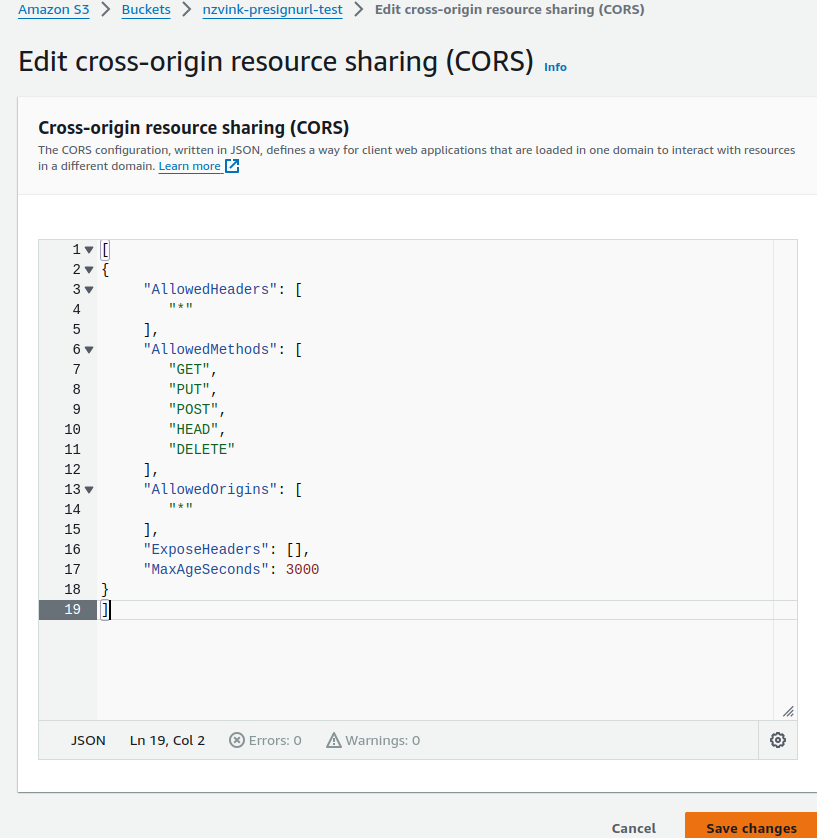 Amazon S3 > Buckets > nzvink-presignurl-test > Edit cross-origin resource sharing (CORS)
Edit cross-origin resource sharing (CORS) Info
Cross-origin resource sharing (CORS)
The CORS configuration, written in JSON, defines a way for client web applications that are loaded in one domain to interact with resources
in a different domain. Learn more
1 [
2 {
3 "AllowedHeaders": [
4 "*"
5 ],
6 "AllowedMethods": [
7 "GET",
8 "PUT",
9 "POST",
10 "HEAD",
11 "DELETE"
12 ],
13 "AllowedOrigins": [
14 "*"
15 ],
16 "ExposeHeaders": [],
17 "MaxAgeSeconds": 3000
18 }
19 ]
JSON Ln 19, Col 2 Errors: 0 Warnings: 0
Cancel Save changes